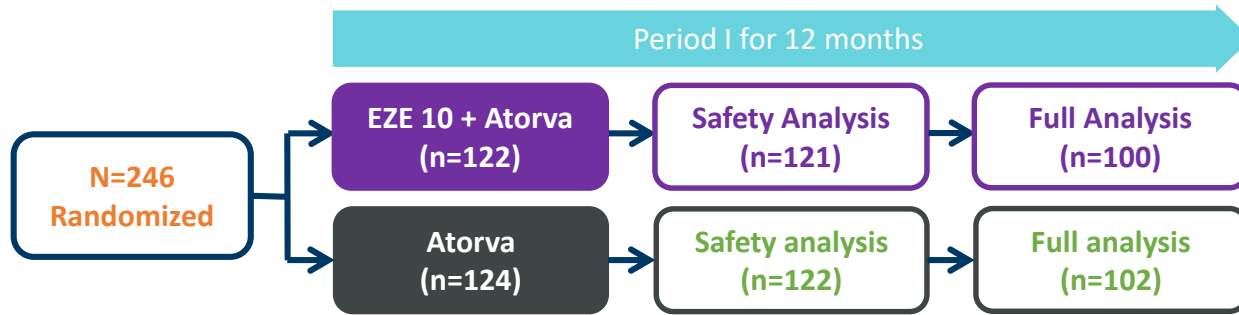 Period I for 12 months
EZE 10 + Atorva
(n=122)
Safety Analysis
(n=121)
Full Analysis
(n=100)
N=246
Randomized
Atorva
(n=124)
Safety analysis
(n=122)
Full analysis
(n=102)